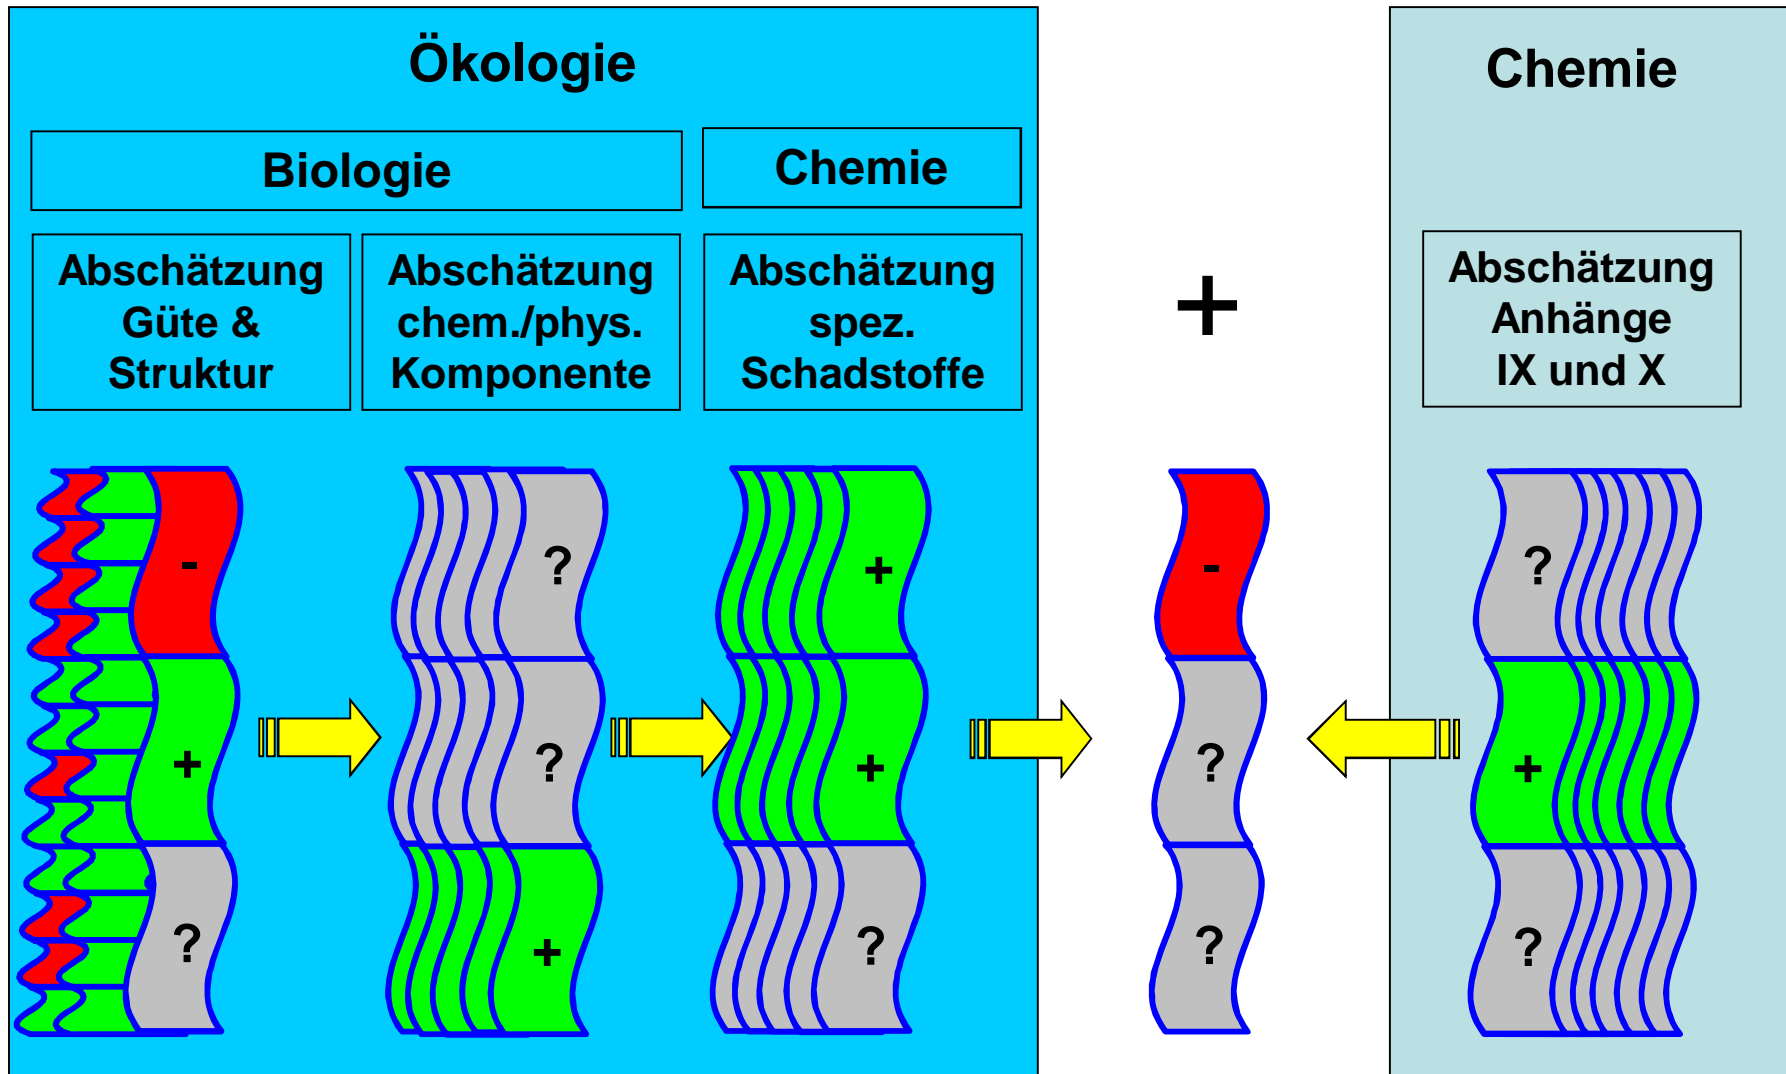 Ökologie
Chemie
Biologie
Chemie
Abschätzung
Güte &
Struktur
Abschätzung
chem./phys.
Komponente
Abschätzung
spez.
Schadstoffe
+
Abschätzung
Anhänge
IX und X
-
?
+
-
?
+
?
+
?
+
?
+
?
?
?